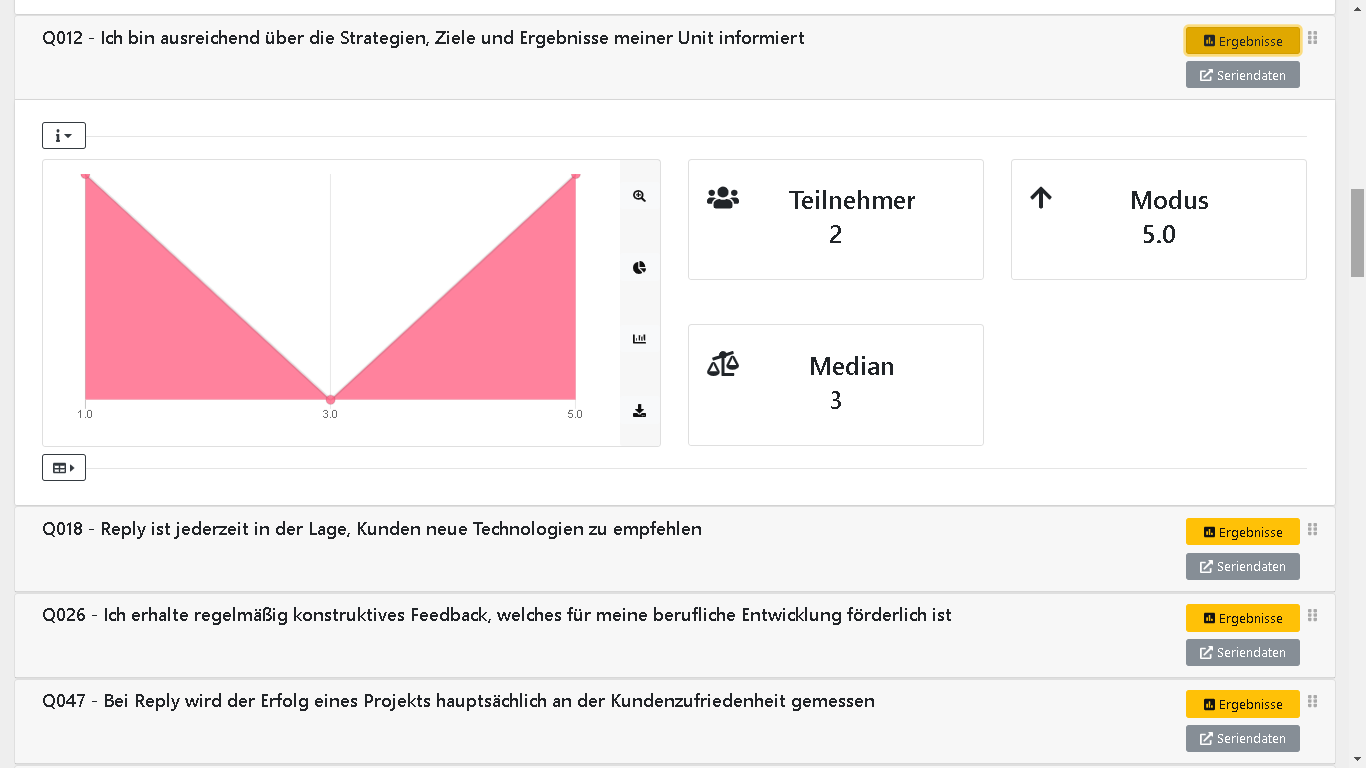 Q012 - Ich bin ausreichend über die Strategien, Ziele und Ergebnisse meiner Unit informiert
Ergebnisse
Seriendaten
Teilnehmer
2
Modus
5.0
Median
3
1.0
3.0
5.0
Q018 - Reply ist jederzeit in der Lage, Kunden neue Technologien zu empfehlen
Ergebnisse
Seriendaten
Q026 - Ich erhalte regelmäßig konstruktives Feedback, welches für meine berufliche Entwicklung förderlich ist
Ergebnisse
Seriendaten
Q047 - Bei Reply wird der Erfolg eines Projekts hauptsächlich an der Kundenzufriedenheit gemessen
Ergebnisse
Seriendaten